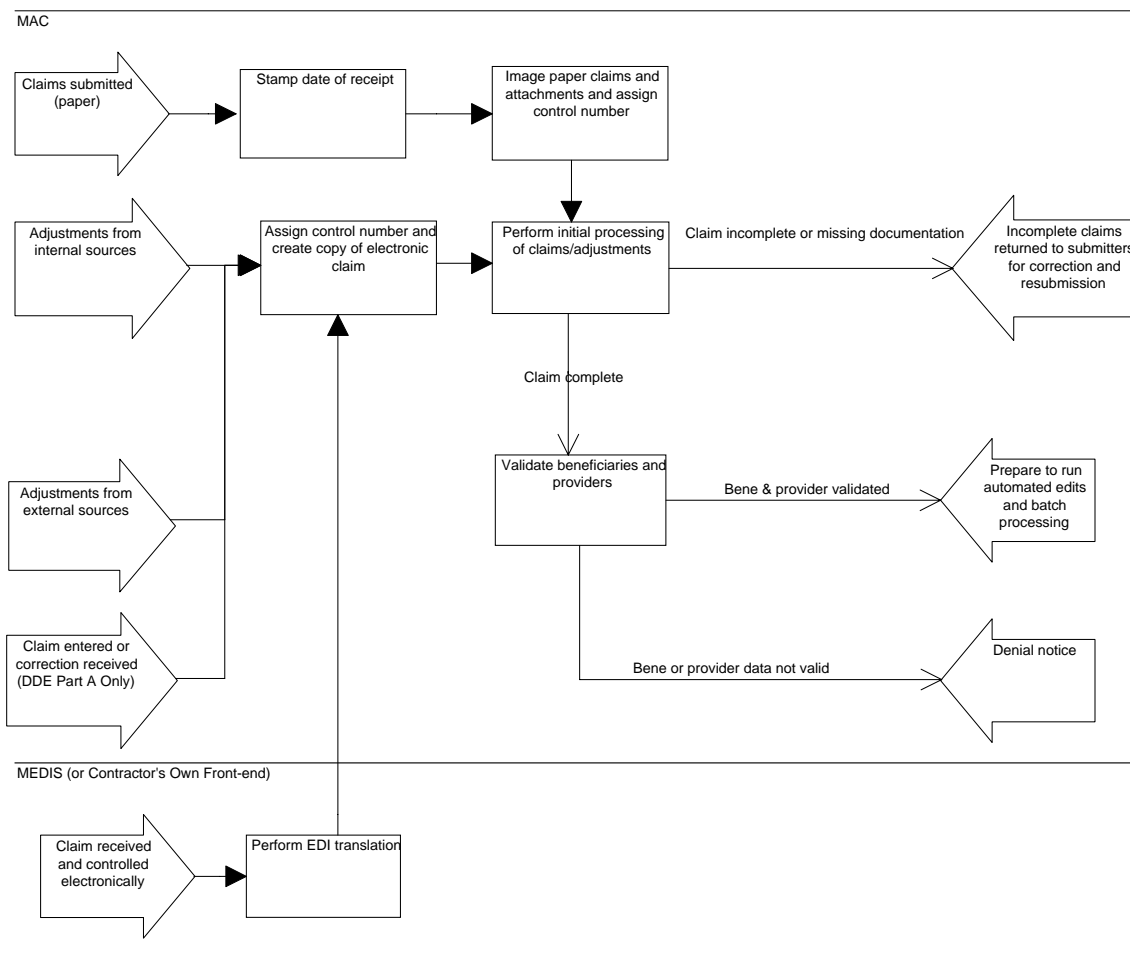 MAC
Claims submitted
(paper)
Stamp date of receipt
Image paper claims and
attachments and assign
control number
Adjustments from
internal sources
Assign control number and
create copy of electronic
claim
Perform initial processing
of claims/adjustments
Claim incomplete or missing documentation
Incomplete claims
returned to submitters
for correction and
resubmission
Claim complete
Adjustments from
external sources
Validate beneficiaries and
providers
Bene & provider validated
Prepare to run
automated edits
and batch
processing
Claim entered or
correction received
(DDE Part A Only)
Bene or provider data not valid
Denial notice
MEDIS (or Contractor's Own Front-end)
Claim received
and controlled
electronically
Perform EDI translation